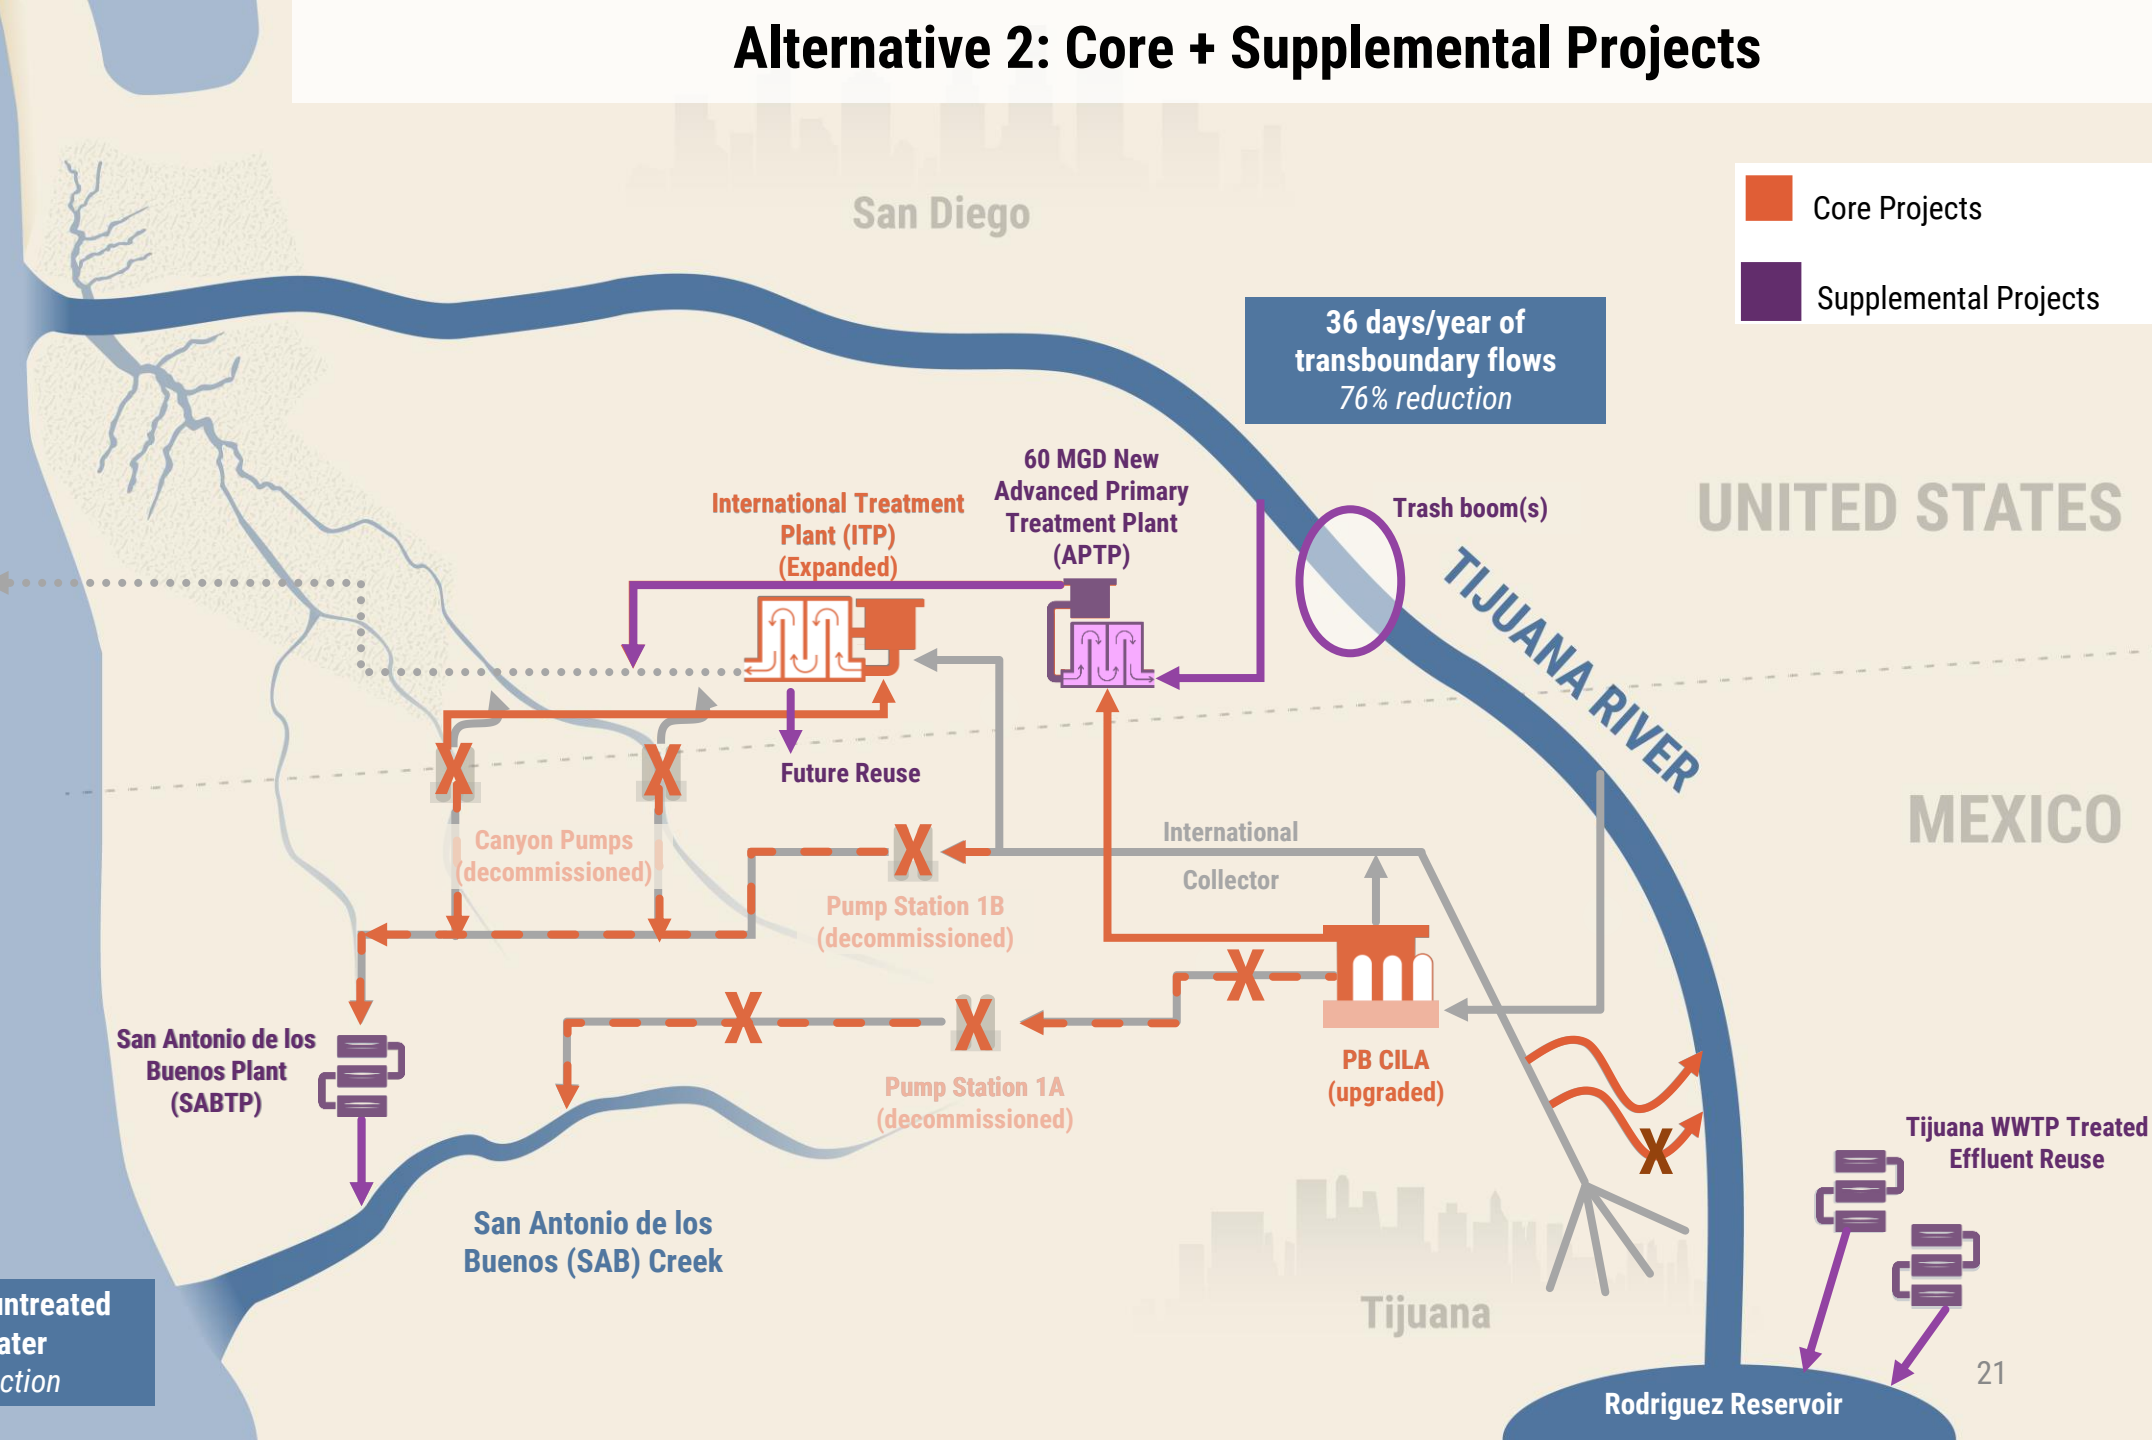 Alternative 2: Core + Supplemental Projects
San Diego
Core Projects
Supplemental Projects
36 days/year of
transboundary flows
76% reduction
60 MGD New
Advanced Primary
Treatment Plant
(APTP)
International Treatment
Plant (ITP)
(Expanded)
Trash boom(s)
UNITED STATES
TIJUANA RIVER
MEXICO
Future Reuse
X
X
Canyon Pumps
(decommissioned)
X
Pump Station 1B
(decommissioned)
International
Collector
X
X
X
Pump Station 1A
(decommissioned)
PB CILA
(upgraded)
San Antonio de los
Buenos Plant
(SABTP)
X
Tijuana WWTP Treated
Effluent Reuse
San Antonio de los
Buenos (SAB) Creek
Tijuana
21
Rodriguez Reservoir